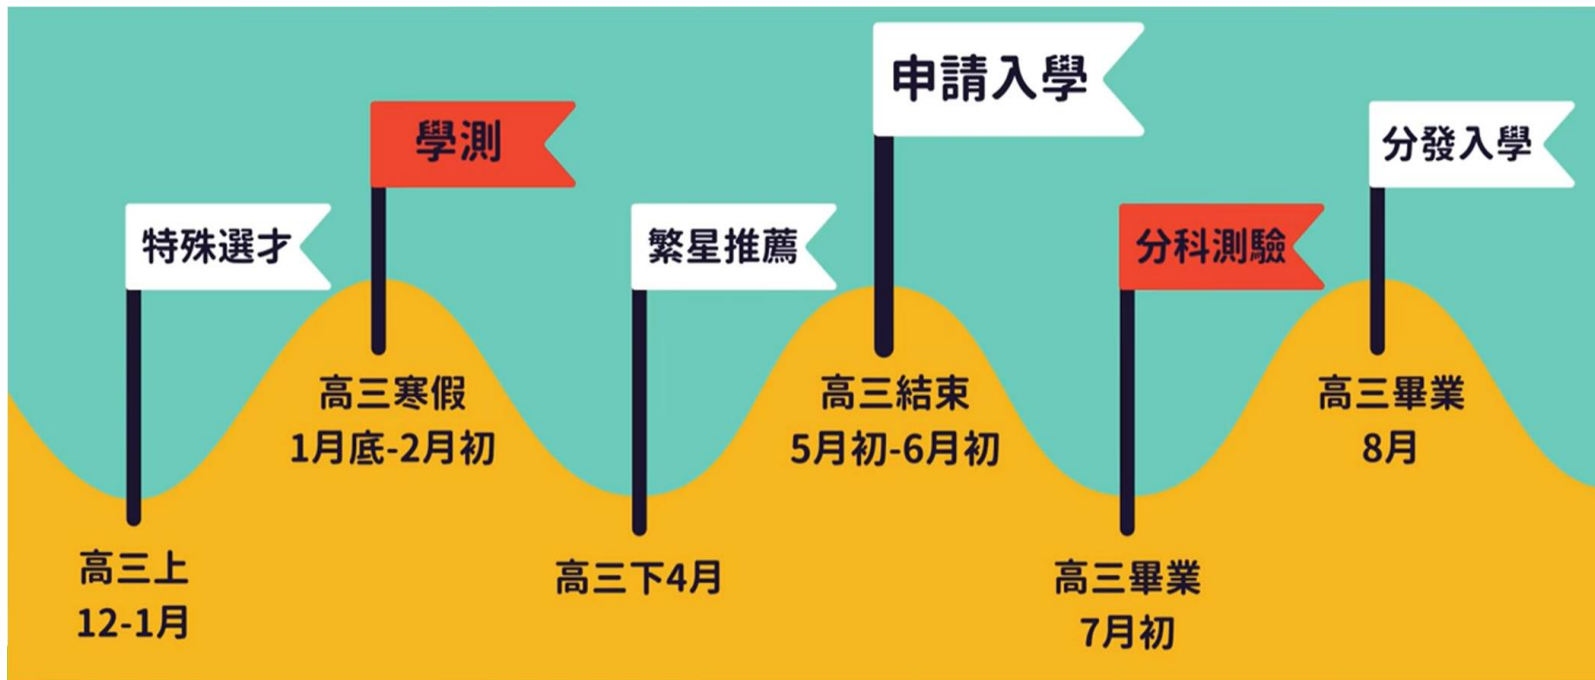 特殊選才
高三上
12-1月
學測
高三寒假
1月底-2月初
繁星推薦
高三下4月
申請入學
高三結束
5月初-6月初
分科測驗
高三畢業
7月初
分發入學
高三畢業
8月